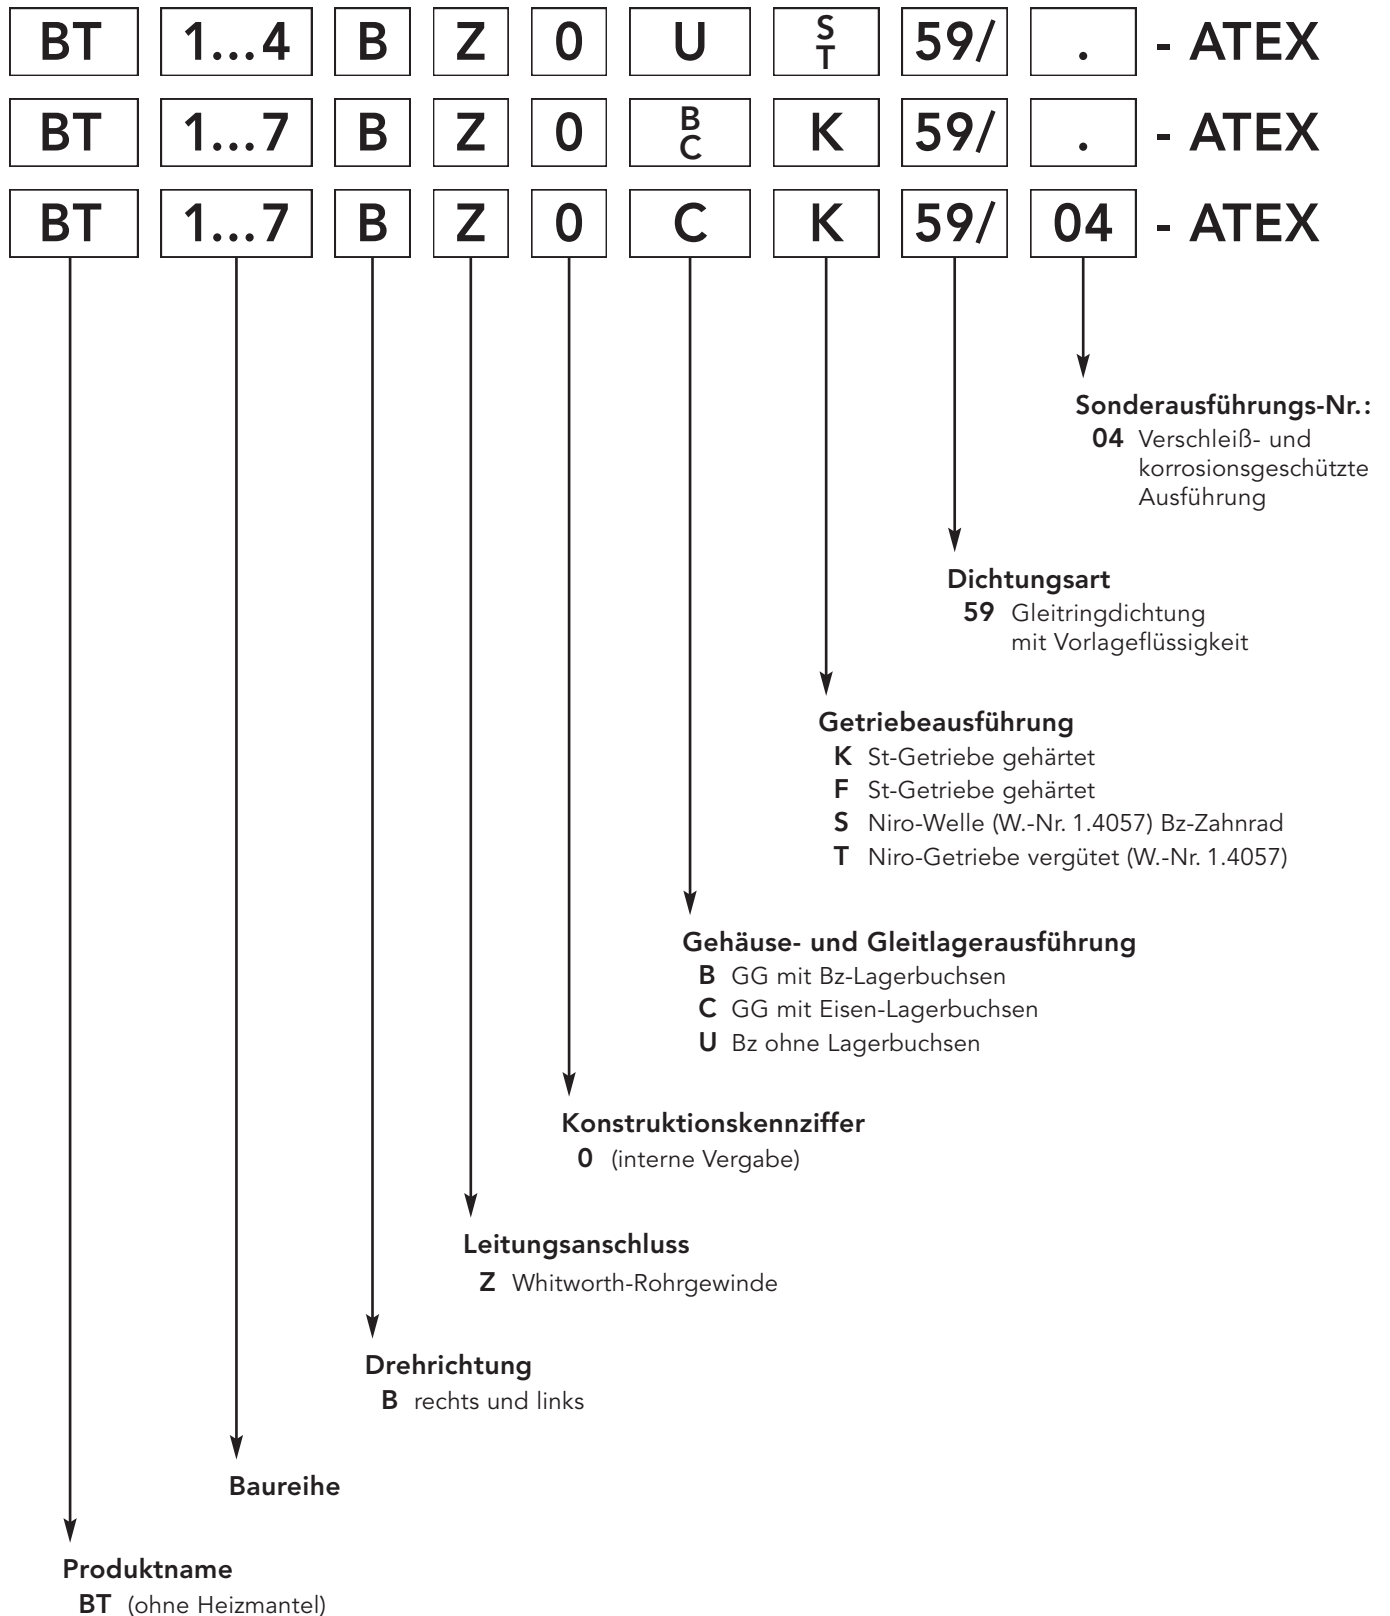 BT 1...4 B Z 0 U S T 59/ . - ATEX
BT 1...7 B Z 0 B C K 59/ . - ATEX
BT 1...7 B Z 0 C K 59/ 04 - ATEX
Sonderausführungs-Nr.:
04 Verschleiß- und
korrosionsgeschützte
Ausführung
Dichtungsart
59 Gleitringdichtung
mit Vorlageflüssigkeit
Getriebeausführung
K St-Getriebe gehärtet
F St-Getriebe gehärtet
S Niro-Welle (W.-Nr. 1.4057) Bz-Zahnrad
T Niro-Getriebe vergütet (W.-Nr. 1.4057)
Gehäuse- und Gleitlagerausführung
B GG mit Bz-Lagerbuchsen
C GG mit Eisen-Lagerbuchsen
U Bz ohne Lagerbuchsen
Konstruktionskennziffer
0 (interne Vergabe)
Leitungsanschluss
Z Whitworth-Rohrgewinde
Drehrichtung
B rechts und links
Baureihe
Produktname
BT (ohne Heizmantel)